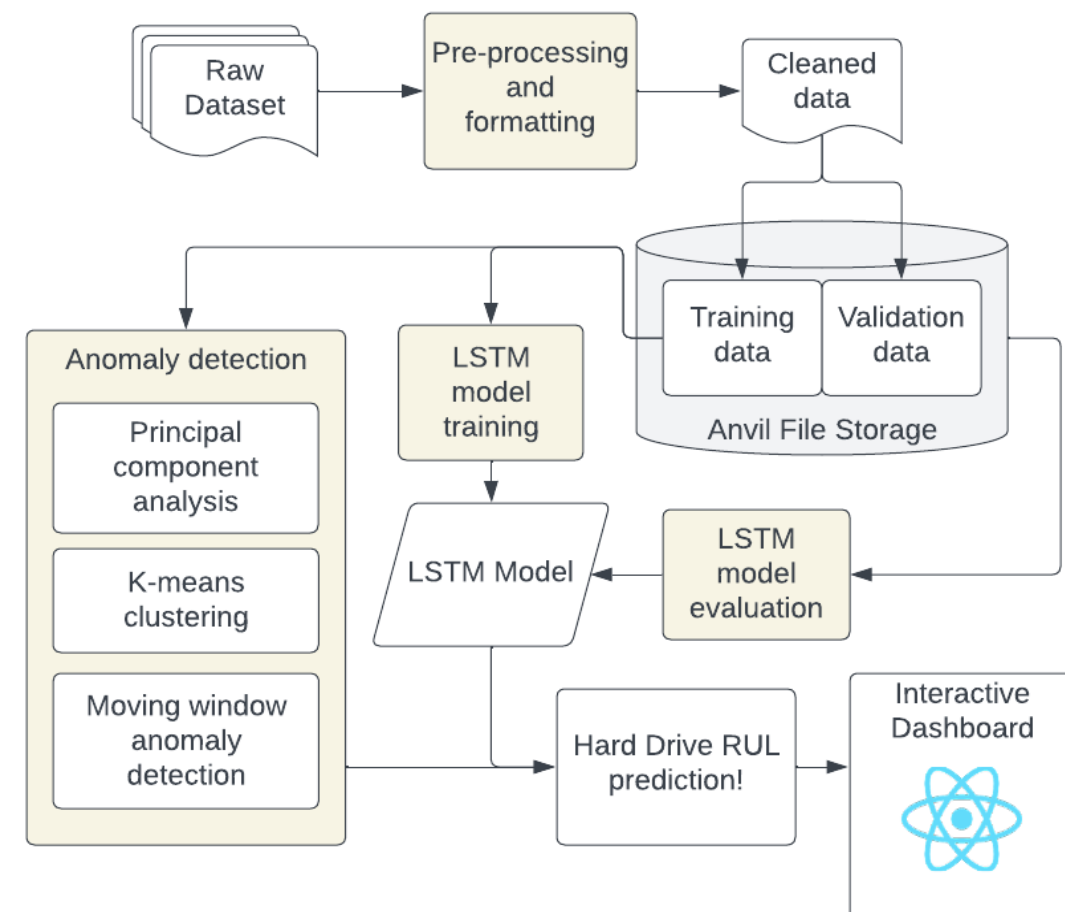 Raw
Dataset
Pre-processing
and
formatting
Cleaned
data
Training
data
Validation
data
Anvil File Storage
Anomaly detection
Principal
component
analysis
K-means
clustering
Moving window
anomaly
detection
LSTM
model
training
LSTM Model
LSTM
model
evaluation
Hard Drive RUL
prediction!
Interactive
Dashboard